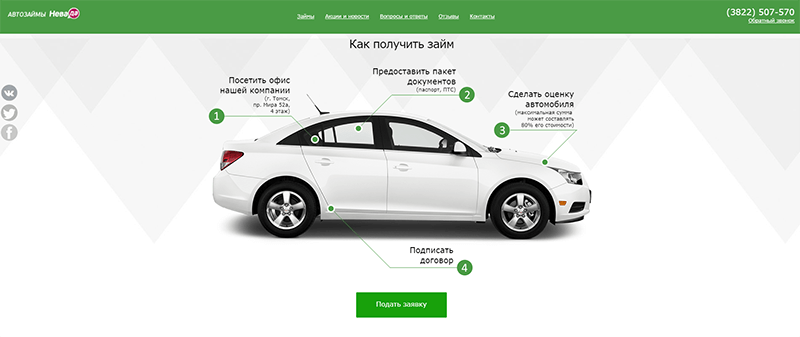 АВТОЗАЙМЫ НеваДа
Займы Акции и новости Вопросы и ответы Отзывы Контакты
(3822) 507-570
Обратный звонок
Как получить займ
Посетить офис
нашей компании
(г. Томск,
пр. Мира 52а,
4 этаж)
1
Предоставить пакет
документов
(паспорт, ПТС)
2
Сделать оценку
автомобиля
(максимальная сумма
может составлять
80% его стоимости)
3
Подписать
договор
4
Подать заявку